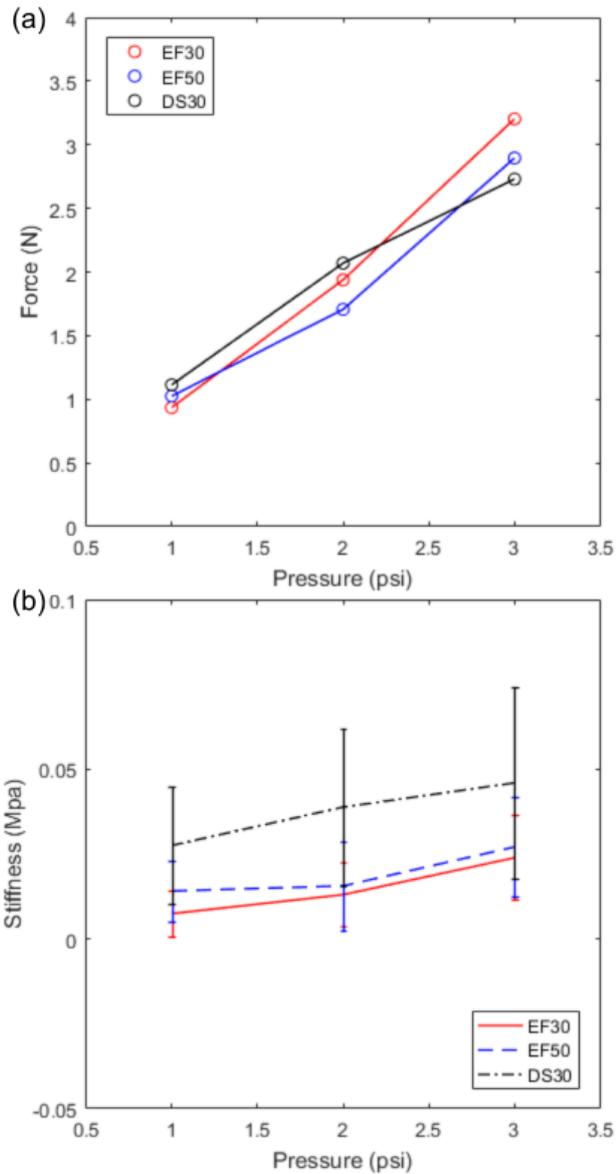 (a)
4
3.5
3
2.5
2
1.5
1
0.5
0
EF30
EF50
DS30
Force (N)
0.5 1 1.5 2 2.5 3 3.5
Pressure (psi)
(b)
0.1
0.05
0
-0.05
Stiffness (Mpa)
EF30
EF50
DS30
0.5 1 1.5 2 2.5 3 3.5
Pressure (psi)